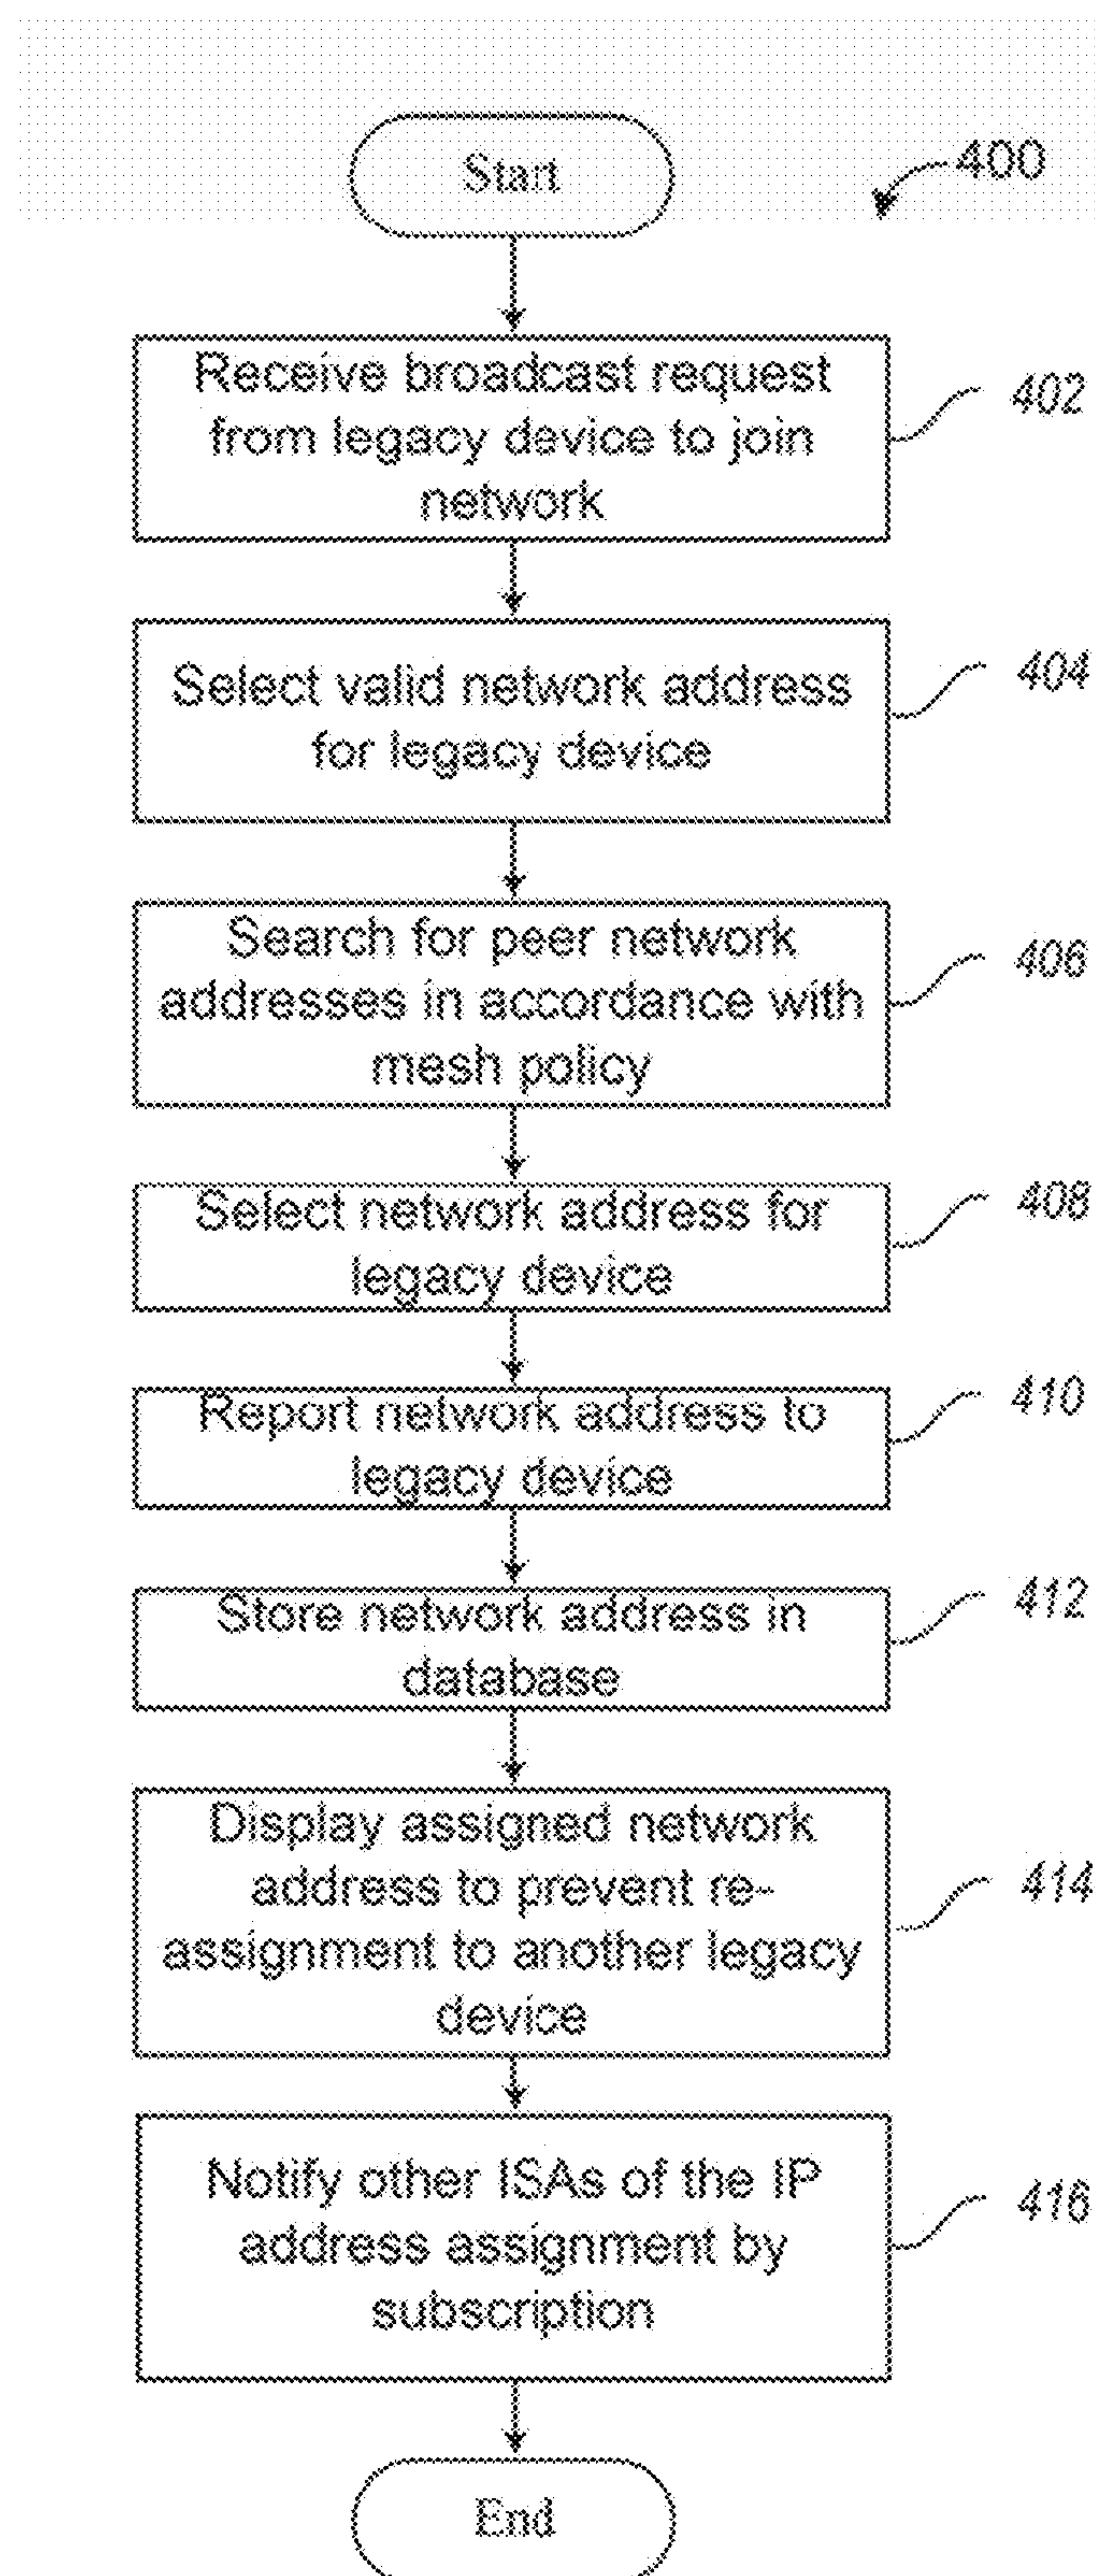 Start
400
Receive broadcast request
from legacy device to join
network
402
Select valid network address
for legacy device
404
Search for peer network
addresses in accordance with
mesh policy
406
Select network address for
legacy device
408
Report network address to
legacy device
410
Store network address in
database
412
Display assigned network
address to prevent re-
assignment to another legacy
device
414
Notify other ISAs of the IP
address assignment by
subscription
416
End